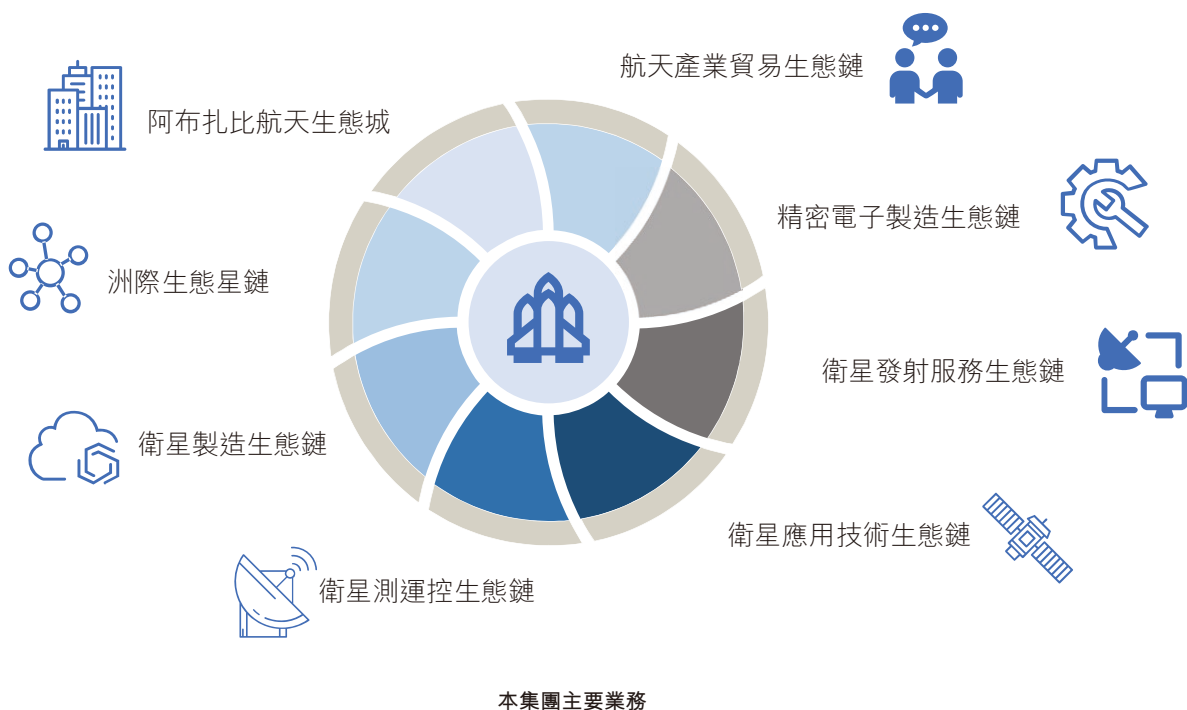 航天產業貿易生態鏈
阿布扎比航天生態城
精密電子製造生態鏈
洲際生態星鏈
衛星發射服務生態鏈
衛星製造生態鏈
衛星應用技術生態鏈
衛星測運控生態鏈
本集團主要業務